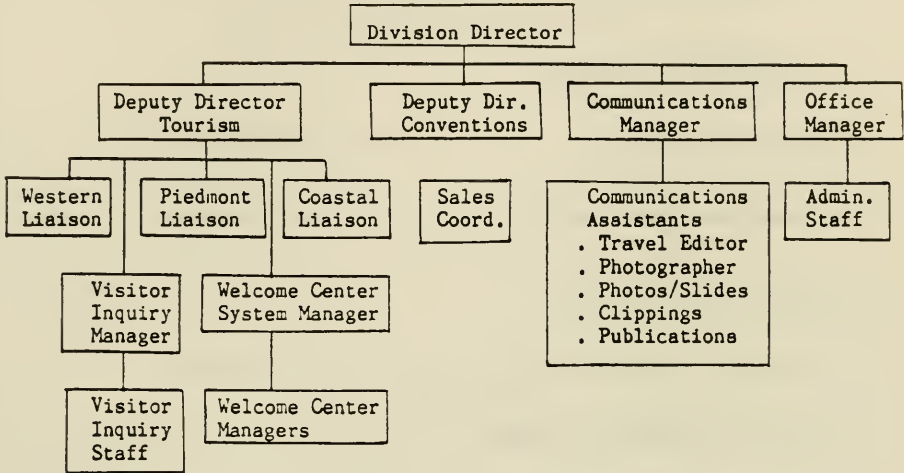 Division Director
Deputy Director
Tourism
Deputy Dir.
Conventions
Communications
Manager
Office
Manager
Western
Liaison
Piedmont
Liaison
Coastal
Liaison
Sales
Coord.
Communications
Assistants
. Travel Editor
. Photographer
. Photos/Slides
. Clippings
. Publications
Admin.
Staff
Visitor
Inquiry
Manager
Welcome Center
System Manager
Visitor
Inquiry
Staff
Welcome Center
Managers